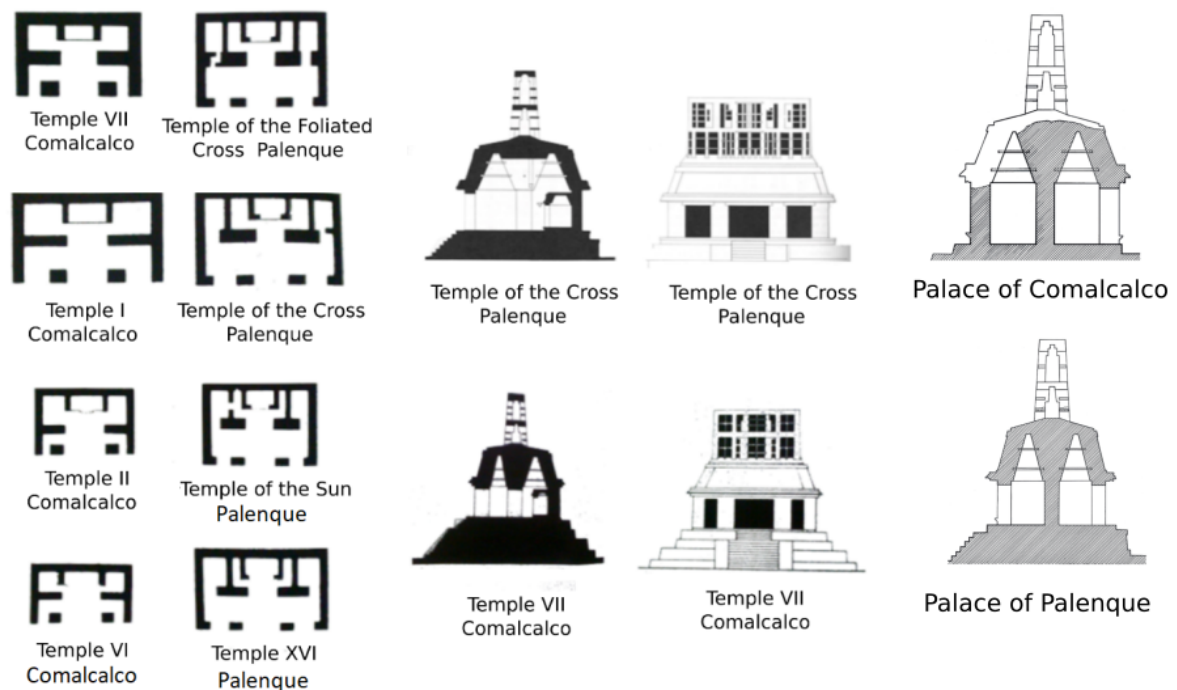 Temple VII
Comalcalco
Temple of the Foliated
Cross Palenque
Temple I
Comalcalco
Temple of the Cross
Palenque
Temple II
Comalcalco
Temple of the Sun
Palenque
Temple VI
Comalcalco
Temple XVI
Palenque
Temple of the Cross
Palenque
Temple of the Cross
Palenque
Temple VII
Comalcalco
Temple VII
Comalcalco
Palace of Comalcalco
Palace of Palenque